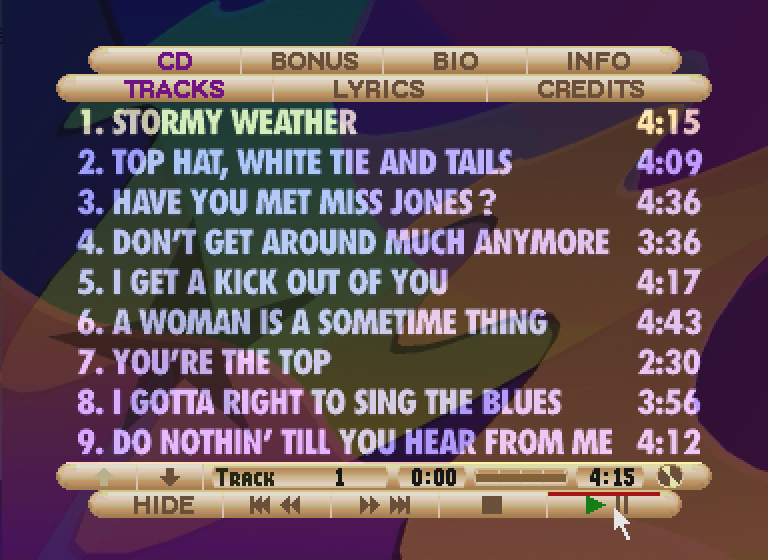 CD BONUS BIO INFO
TRACKS LYRICS CREDITS
1. STORMY WEATHER 4:15
2. TOP HAT, WHITE TIE AND TAILS 4:09
3. HAVE YOU MET MISS JONES? 4:36
4. DON'T GET AROUND MUCH ANYMORE 3:36
5. I GET A KICK OUT OF YOU 4:17
6. A WOMAN IS A SOMETIME THING 4:43
7. YOU'RE THE TOP 2:30
8. I GOTTA RIGHT TO SING THE BLUES 3:56
9. DO NOTHIN' TILL YOU HEAR FROM ME 4:12
TRACK 1 0:00 4:15
HIDE